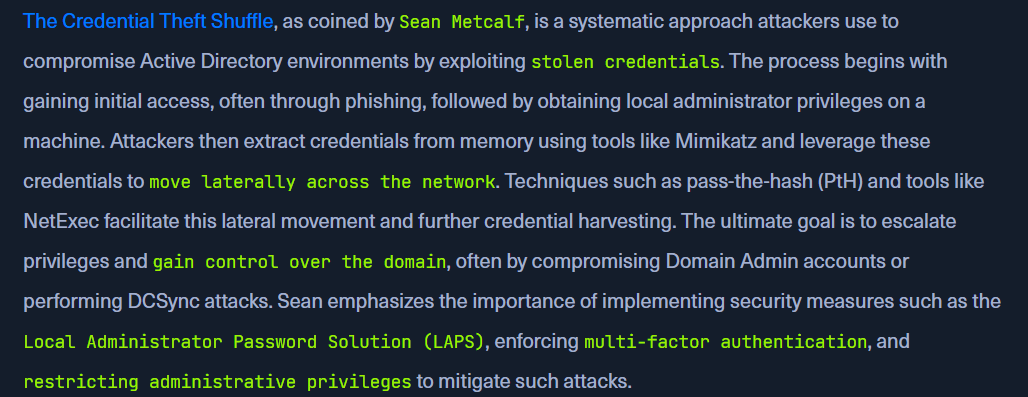 The Credential Theft Shuffle, as coined by Sean Metcalf, is a systematic approach attackers use to
compromise Active Directory environments by exploiting stolen credentials. The process begins with
gaining initial access, often through phishing, followed by obtaining local administrator privileges on a
machine. Attackers then extract credentials from memory using tools like Mimikatz and leverage these
credentials to move laterally across the network. Techniques such as pass-the-hash (PtH) and tools like
NetExec facilitate this lateral movement and further credential harvesting. The ultimate goal is to escalate
privileges and gain control over the domain, often by compromising Domain Admin accounts or
performing DCSync attacks. Sean emphasizes the importance of implementing security measures such as the
Local Administrator Password Solution (LAPS), enforcing multi-factor authentication, and
restricting administrative privileges to mitigate such attacks.